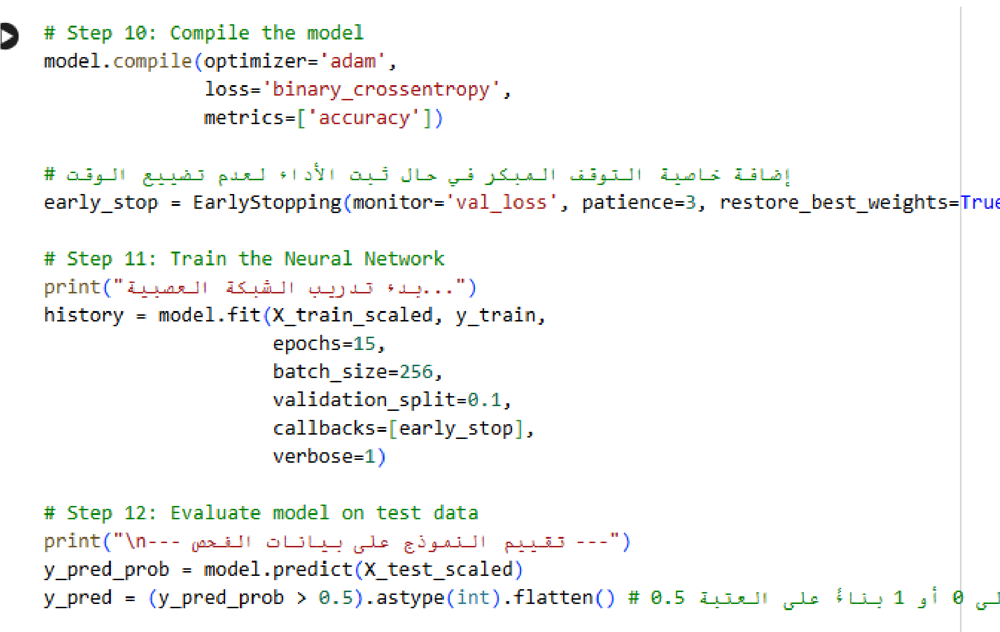 # Step 10: Compile the model
model.compile(optimizer='adam',
loss='binary_crossentropy',
metrics=['accuracy'])
# إضافة خاصية التوقف المبكر في حال ثبت الأداء لعدم تضييع الوقت
early_stop = EarlyStopping(monitor='val_loss', patience=3, restore_best_weights=True
# Step 11: Train the Neural Network
print("بدء تدريب الشبكة العصبية...")
history = model.fit(X_train_scaled, y_train,
epochs=15,
batch_size=256,
validation_split=0.1,
callbacks=[early_stop],
verbose=1)
# Step 12: Evaluate model on test data
print("\n--- تقييم النموذج على بيانات الفحص ---")
y_pred_prob = model.predict(X_test_scaled)
y_pred = (y_pred_prob > 0.5).astype(int).flatten() # 0 أو 1 بناءً على العتبة 0.5